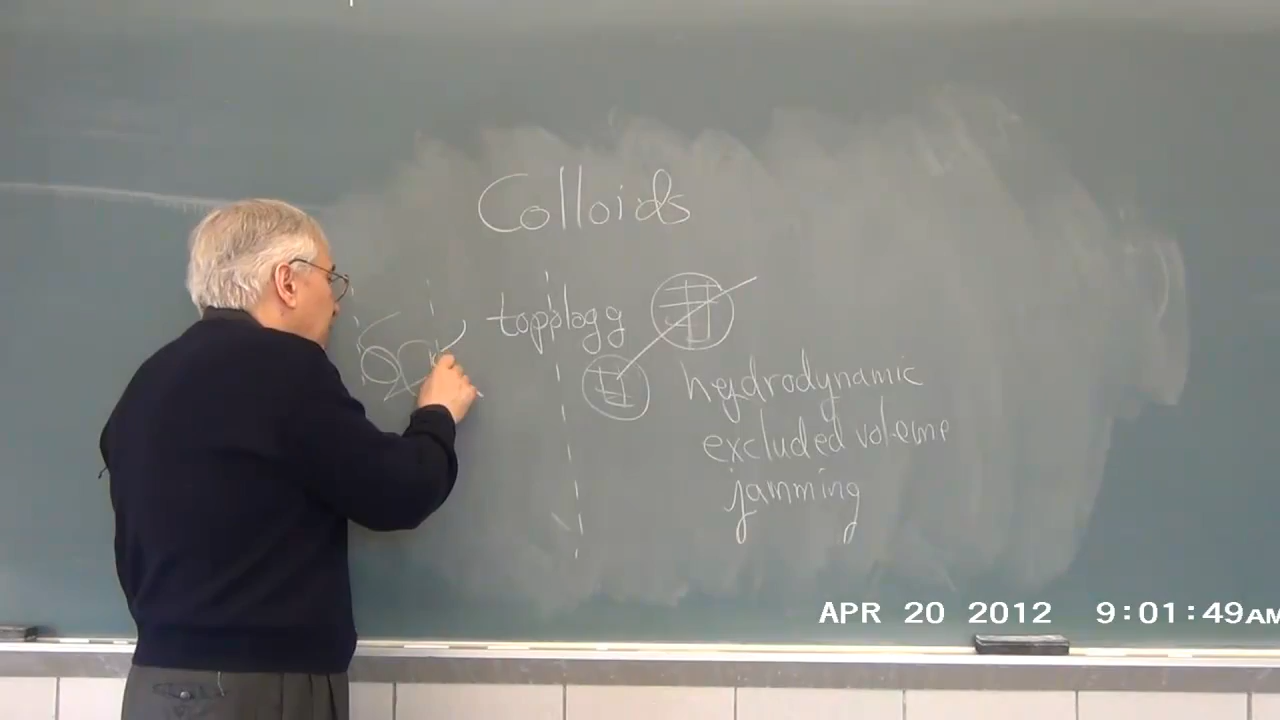 Colloids
topology
hydrodynamic
excluded volume
jamming
APR 20 2012 9:01:49AM